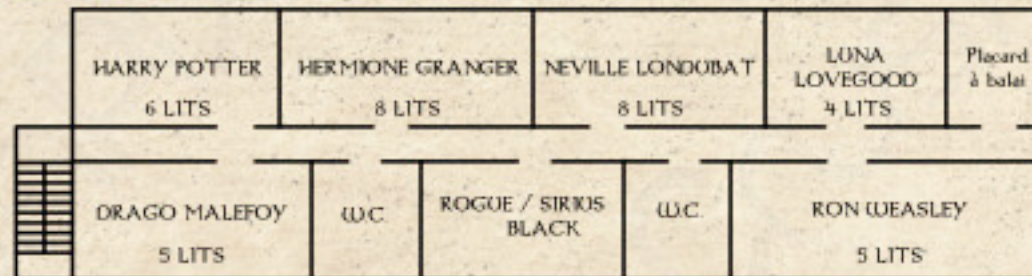 HARRY POTTER
6 LITS
HERMIONE GRANGER
8 LITS
NEVILLE LONDUBAT
8 LITS
LUNA
LOVEGOOD
4 LITS
Placard
à balai
DRAGO MALEFOY
5 LITS
W.C.
ROGUE / SIRIUS
BLACK
W.C.
RON WEASLEY
5 LITS